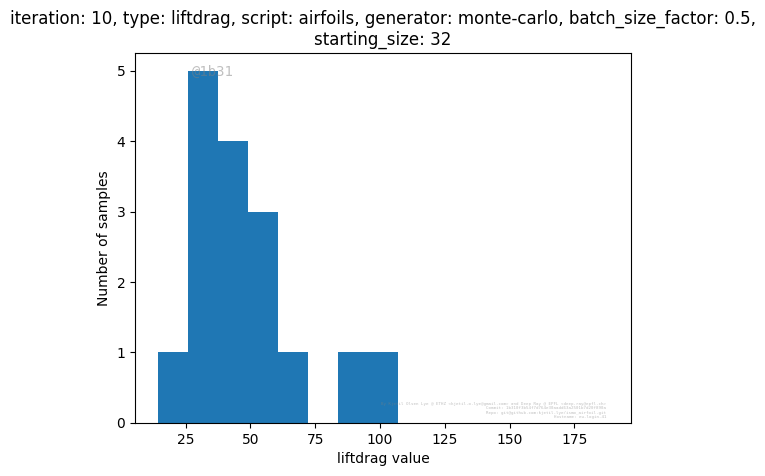 iteration: 10, type: liftdrag, script: airfoils, generator: monte-carlo, batch_size_factor: 0.5,
starting_size: 32
5
4
3
2
1
0
Number of samples
25 50 75 100 125 150 175
liftdrag value